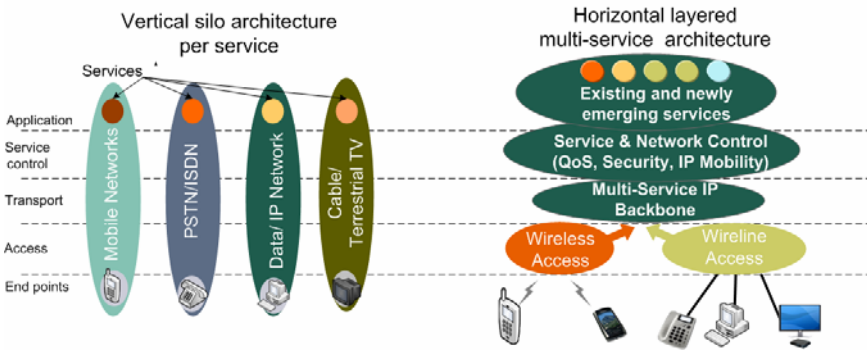 Vertical silo architecture
per service
Services
Application
Service
control
Transport
Access
End points
Mobile Networks
PSTN/ISDN
Data/ IP Network
Cable/
Terrestrial TV
Horizontal layered
multi-service architecture
Existing and newly
emerging services
Service & Network Control
(QoS, Security, IP Mobility)
Multi-Service IP
Backbone
Wireless
Access
Wireline
Access